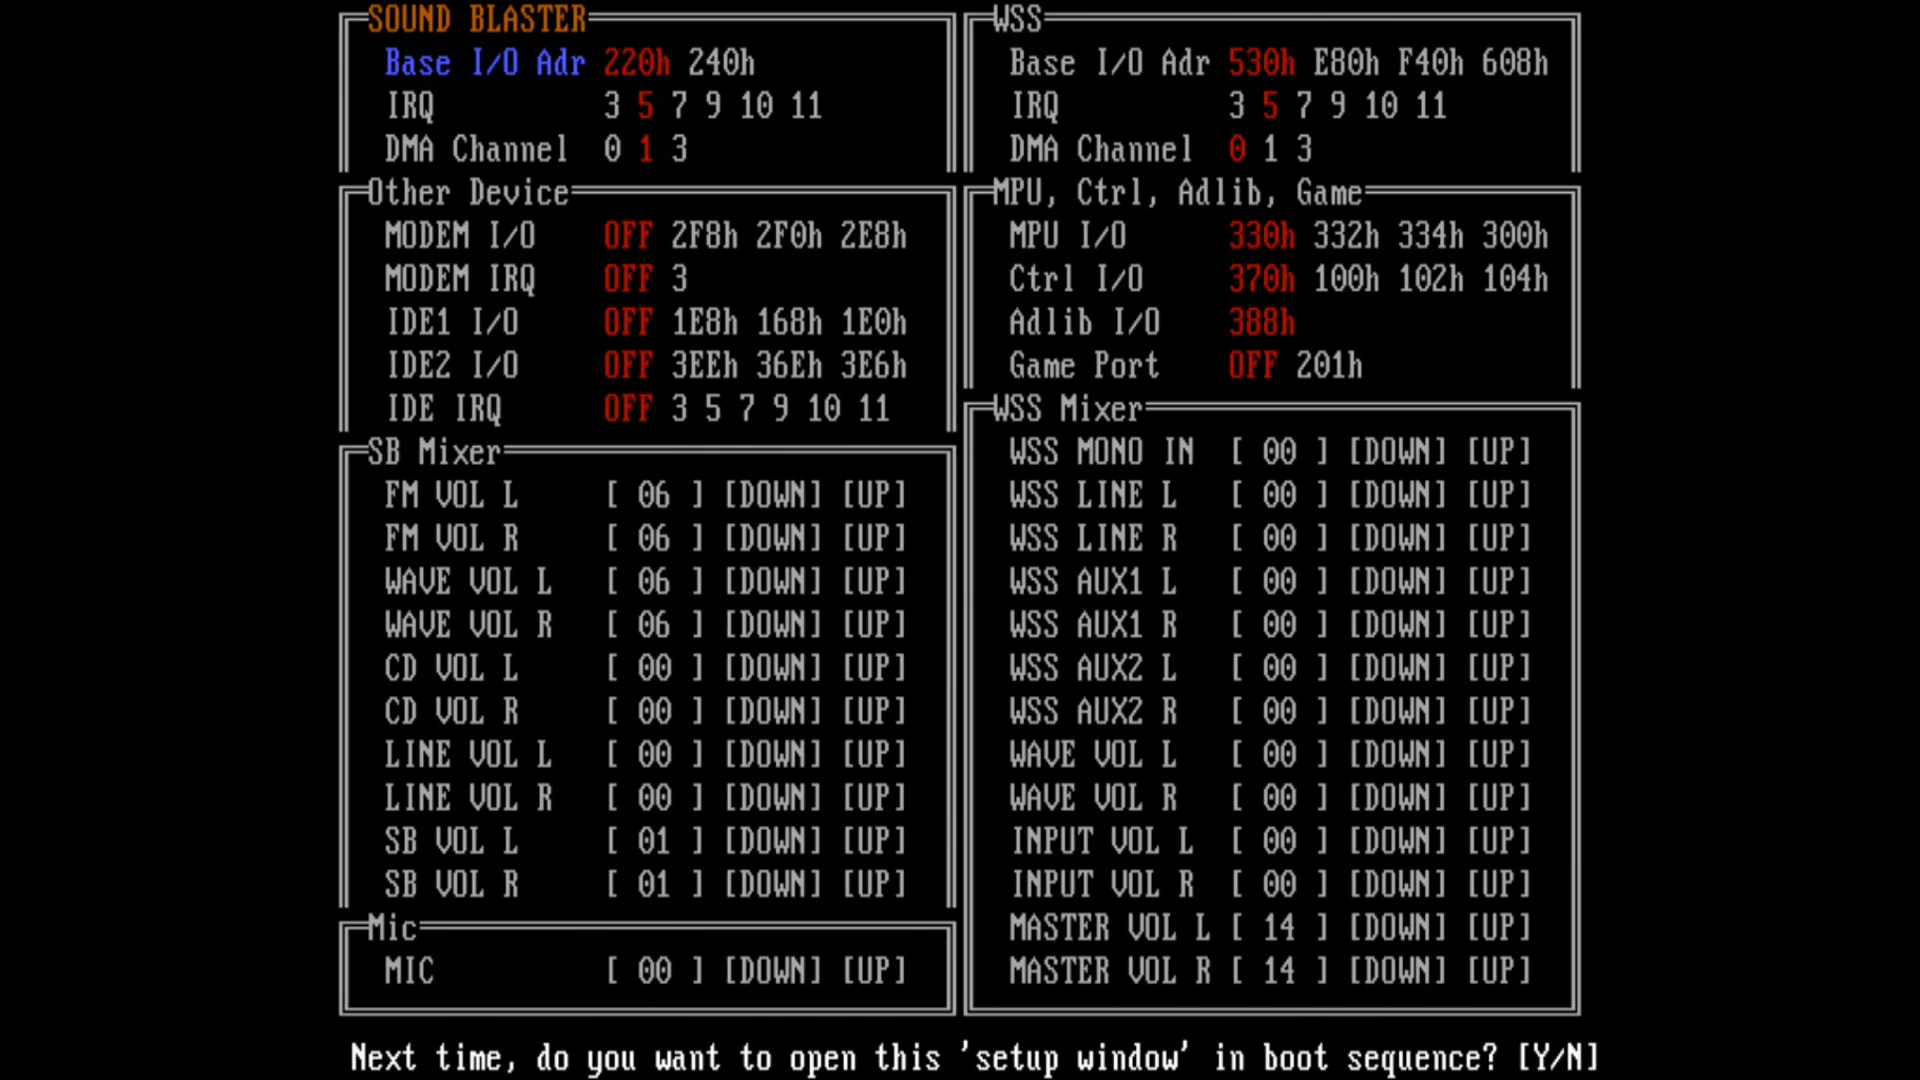 SOUND BLASTER
Base I/O Adr 220h 240h
IRQ 3 5 7 9 10 11
DMA Channel 0 1 3
Other Device
MODEM I/O OFF 2F8h 2F0h 2E8h
MODEM IRQ OFF 3
IDE1 I/O OFF 1E8h 168h 1E0h
IDE2 I/O OFF 3EEh 36Eh 3E6h
IDE IRQ OFF 3 5 7 9 10 11
SB Mixer
FM VOL L [ 06 ] [DOWN] [UP]
FM VOL R [ 06 ] [DOWN] [UP]
WAVE VOL L [ 06 ] [DOWN] [UP]
WAVE VOL R [ 06 ] [DOWN] [UP]
CD VOL L [ 00 ] [DOWN] [UP]
CD VOL R [ 00 ] [DOWN] [UP]
LINE VOL L [ 00 ] [DOWN] [UP]
LINE VOL R [ 00 ] [DOWN] [UP]
SB VOL L [ 01 ] [DOWN] [UP]
SB VOL R [ 01 ] [DOWN] [UP]
Mic
MIC [ 00 ] [DOWN] [UP]
WSS
Base I/O Adr 530h E80h F40h 608h
IRQ 3 5 7 9 10 11
DMA Channel 0 1 3
MPU, Ctrl, Adlib, Game
MPU I/O 330h 332h 334h 300h
Ctrl I/O 370h 100h 102h 104h
Adlib I/O 388h
Game Port OFF 201h
WSS Mixer
WSS MONO IN [ 00 ] [DOWN] [UP]
WSS LINE L [ 00 ] [DOWN] [UP]
WSS LINE R [ 00 ] [DOWN] [UP]
WSS AUX1 L [ 00 ] [DOWN] [UP]
WSS AUX1 R [ 00 ] [DOWN] [UP]
WSS AUX2 L [ 00 ] [DOWN] [UP]
WSS AUX2 R [ 00 ] [DOWN] [UP]
WAVE VOL L [ 00 ] [DOWN] [UP]
WAVE VOL R [ 00 ] [DOWN] [UP]
INPUT VOL L [ 00 ] [DOWN] [UP]
INPUT VOL R [ 00 ] [DOWN] [UP]
MASTER VOL L [ 14 ] [DOWN] [UP]
MASTER VOL R [ 14 ] [DOWN] [UP]
Next time, do you want to open this 'setup window' in boot sequence? [Y/N]